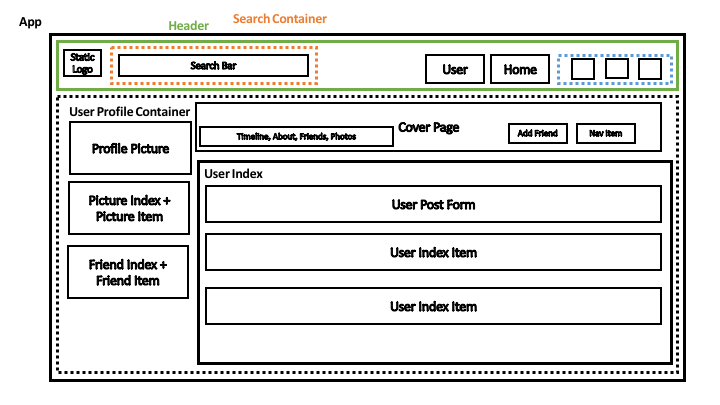 App
Header
Search Container
Static
Logo
Search Bar
User
Home
User Profile Container
Profile Picture
Timeline, About, Friends, Photos
Cover Page
Add Friend
Nav Item
Picture Index +
Picture Item
Friend Index +
Friend Item
User Index
User Post Form
User Index Item
User Index Item